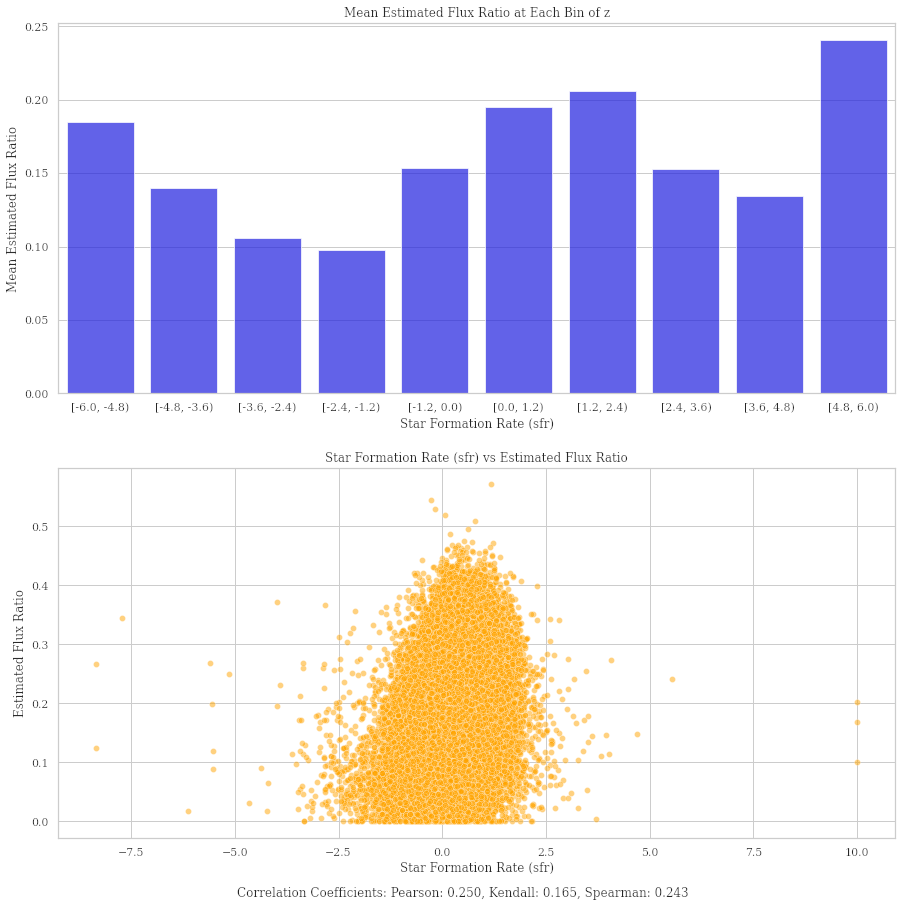 Mean Estimated Flux Ratio at Each Bin of z
0.25
0.20
0.15
0.10
0.05
0.00
Mean Estimated Flux Ratio
[-6.0, -4.8) [-4.8, -3.6) [-3.6, -2.4) [-2.4, -1.2) [-1.2, 0.0) [0.0, 1.2) [1.2, 2.4) [2.4, 3.6) [3.6, 4.8) [4.8, 6.0)
Star Formation Rate (sfr)
Star Formation Rate (sfr) vs Estimated Flux Ratio
0.5
0.4
0.3
0.2
0.1
0.0
Estimated Flux Ratio
−7.5 −5.0 −2.5 0.0 2.5 5.0 7.5 10.0
Star Formation Rate (sfr)
Correlation Coefficients: Pearson: 0.250, Kendall: 0.165, Spearman: 0.243